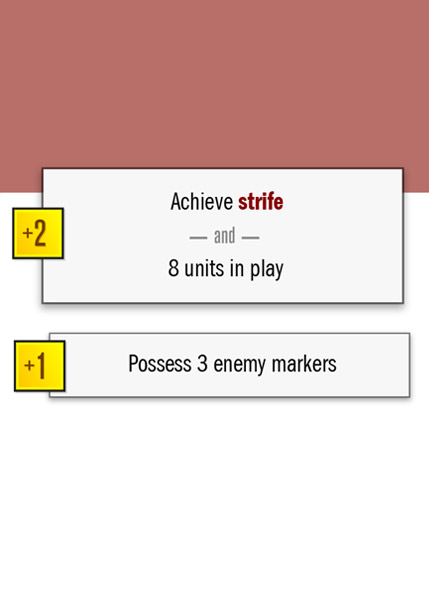 Achieve strife
+2
— and —
8 units in play
+1
Possess 3 enemy markers